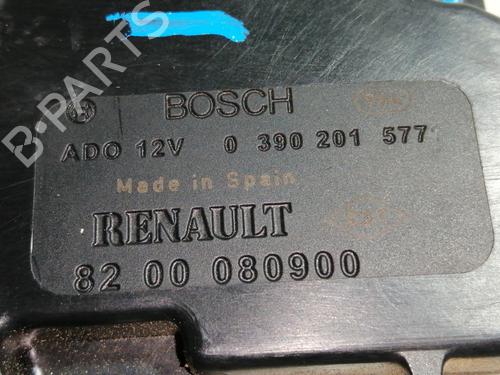 B-PARTS
BOSCH
ADO 12V 0 390 201 577
Made in Spain
RENAULT
82 00 080900